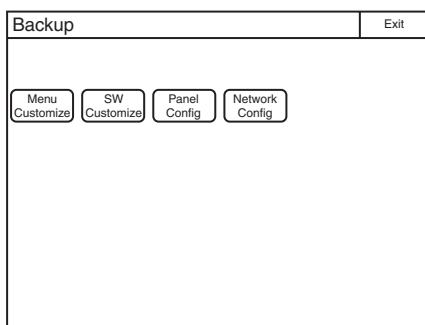 Backup
Exit
Menu
Customize
SW
Customize
Panel
Config
Network
Config